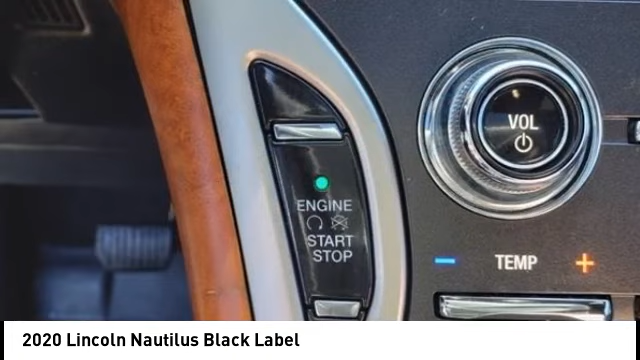 ENGINE
START
STOP
VOL
TEMP
2020 Lincoln Nautilus Black Label